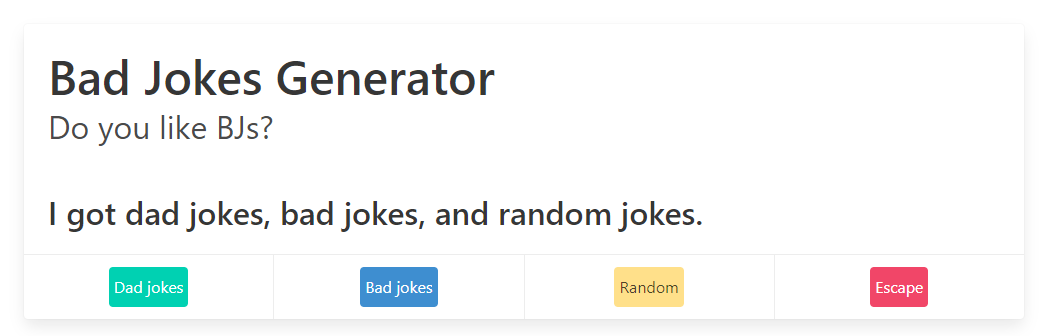 Bad Jokes Generator
Do you like BJs?
I got dad jokes, bad jokes, and random jokes.
Dad jokes
Bad jokes
Random
Escape